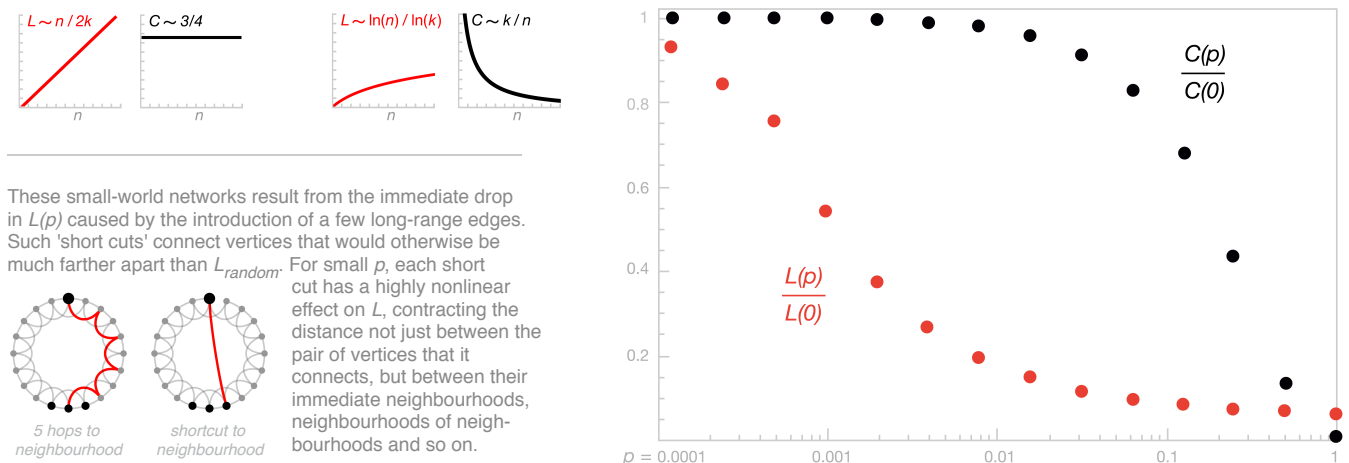 L ~ n / 2k
C ~ 3/4
L ~ ln(n) / ln(k)
C ~ k / n
n
n
n
n
These small-world networks result from the immediate drop
in L(p) caused by the introduction of a few long-range edges.
Such 'short cuts' connect vertices that would otherwise be
much farther apart than Lrandom. For small p, each short
cut has a highly nonlinear
effect on L, contracting the
distance not just between the
pair of vertices that it
connects, but between their
immediate neighbourhoods,
neighbourhoods of neigh-
bourhoods and so on.
5 hops to
neighbourhood
shortcut to
neighbourhood
1
0.8
0.6
0.4
0.2
C(p)
C(0)
L(p)
L(0)
p = 0.0001
0.001
0.01
0.1
1